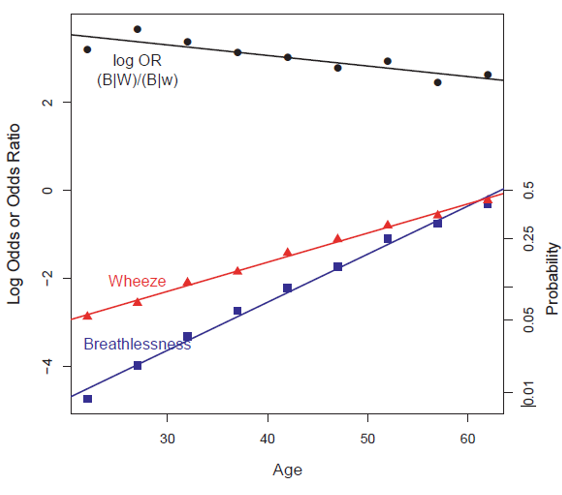 log OR
(B|W)/(B|w)
Wheeze
Breathlessness
Log Odds or Odds Ratio
2
0
−2
−4
Probability
0.5
0.25
0.05
0.01
30
40
50
60
Age